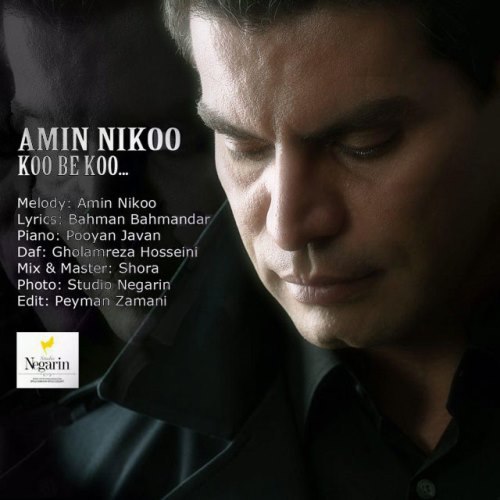 AMIN NIKOO
KOO BE KOO...
Melody: Amin Nikoo
Lyrics: Bahman Bahmandar
Piano: Pooyan Javan
Daf: Gholamreza Hosseini
Mix & Master: Shora
Photo: Studio Negarin
Edit: Peyman Zamani
Studio
Negarin